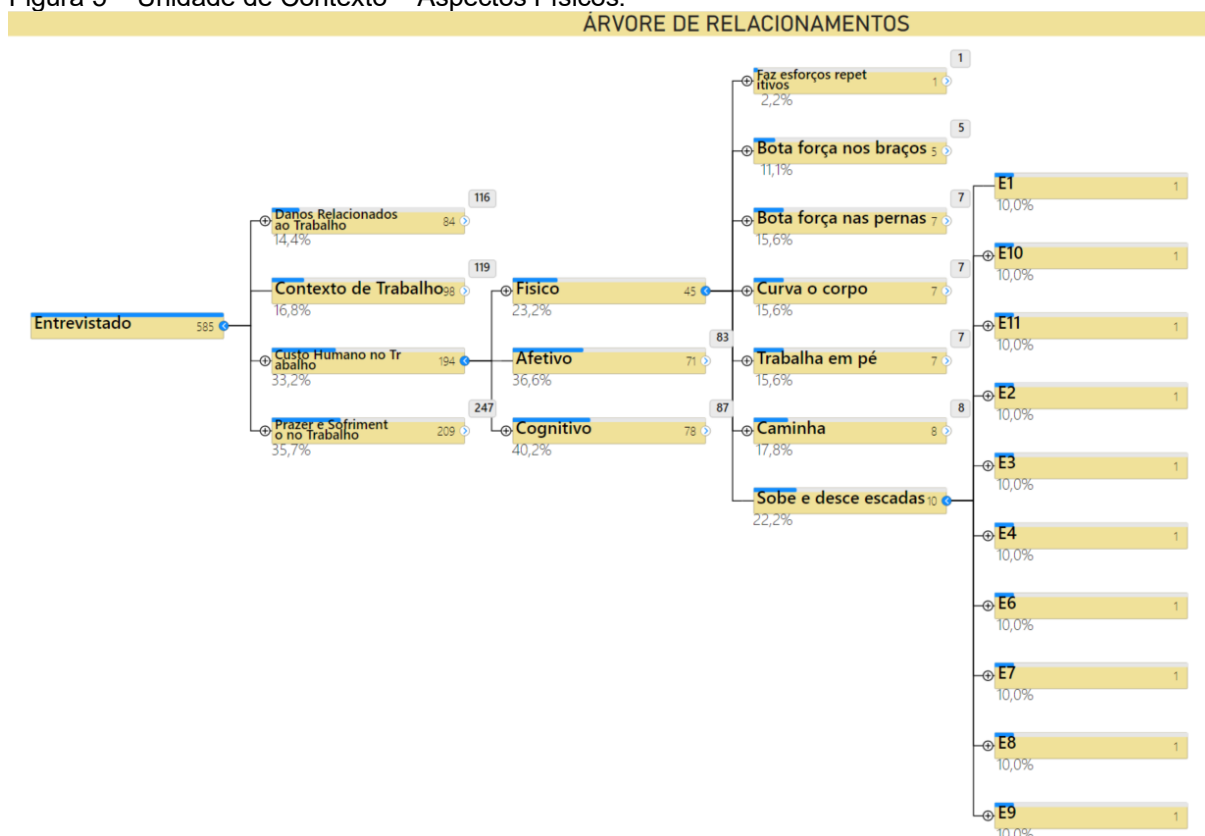 Figura 5 – Unidade de Contexto – Aspectos Físicos.
ÁRVORE DE RELACIONAMENTOS
Entrevistado 585
116
Danos Relacionados
ao Trabalho 84
14,4%
119
Contexto de Trabalho 98
16,8%
Custo Humano no Tr
abalho 194
33,2%
247
Prazer e Sofriment
o no Trabalho 209
35,7%
Físico 45
23,2%
83
Afetivo 71
36,6%
87
Cognitivo 78
40,2%
1
Faz esforços repet
itivos 1
2,2%
5
Bota força nos braços 5
11,1%
7
Bota força nas pernas 7
15,6%
7
Curva o corpo 7
15,6%
7
Trabalha em pé 7
15,6%
8
Caminha 8
17,8%
Sobe e desce escadas 10
22,2%
E1 1
10,0%
E10 1
10,0%
E11 1
10,0%
E2 1
10,0%
E3 1
10,0%
E4 1
10,0%
E6 1
10,0%
E7 1
10,0%
E8 1
10,0%
E9 1
10,0%